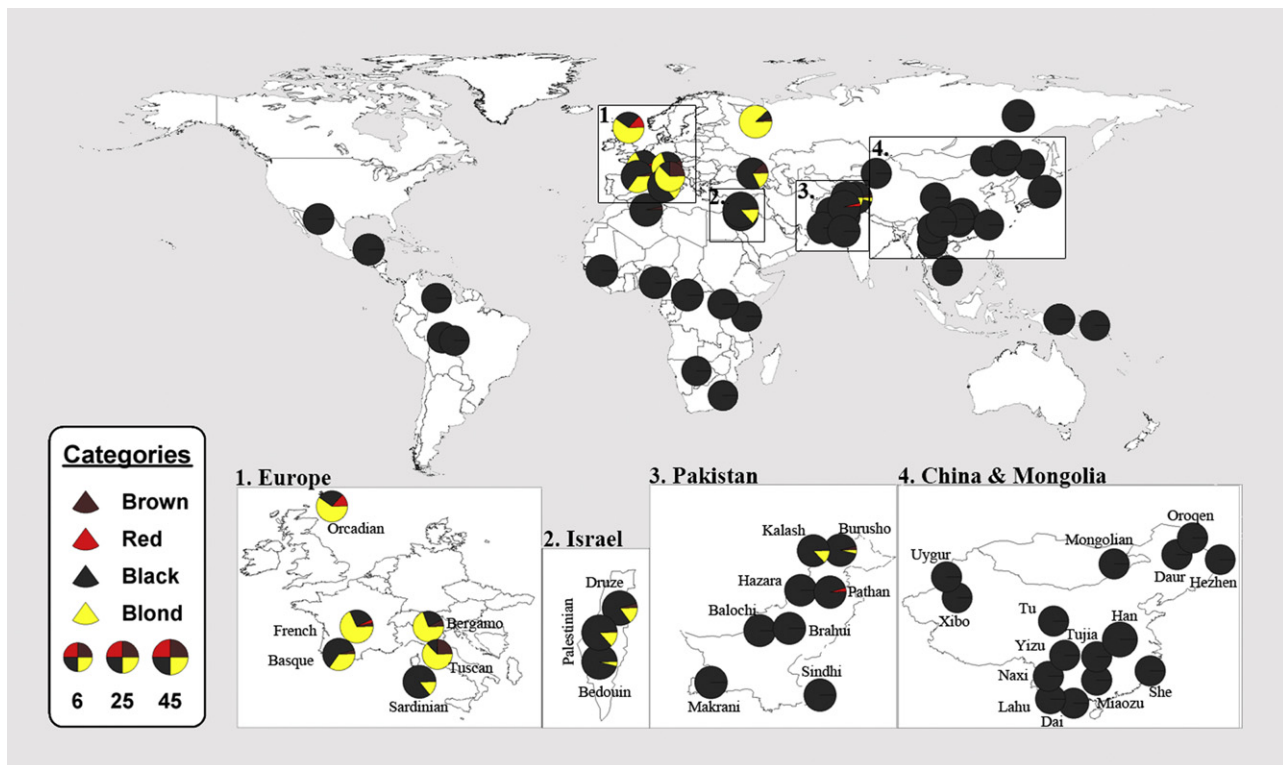 1.
2.
3.
4.
Categories
Brown
Red
Black
Blond
6 25 45
1. Europe
Orcadian
French
Bergamo
Basque
Tuscan
Sardinian
2. Israel
Druze
Palestinian
Bedouin
3. Pakistan
Kalash Burusho
Hazara
Pathan
Balochi
Brahui
Sindhi
Makrani
4. China & Mongolia
Oroqen
Mongolian
Uygur
Daur
Hezhen
Xibo
Tu
Han
Tujia
Yizu
Naxi
She
Miaozu
Lahu
Dai